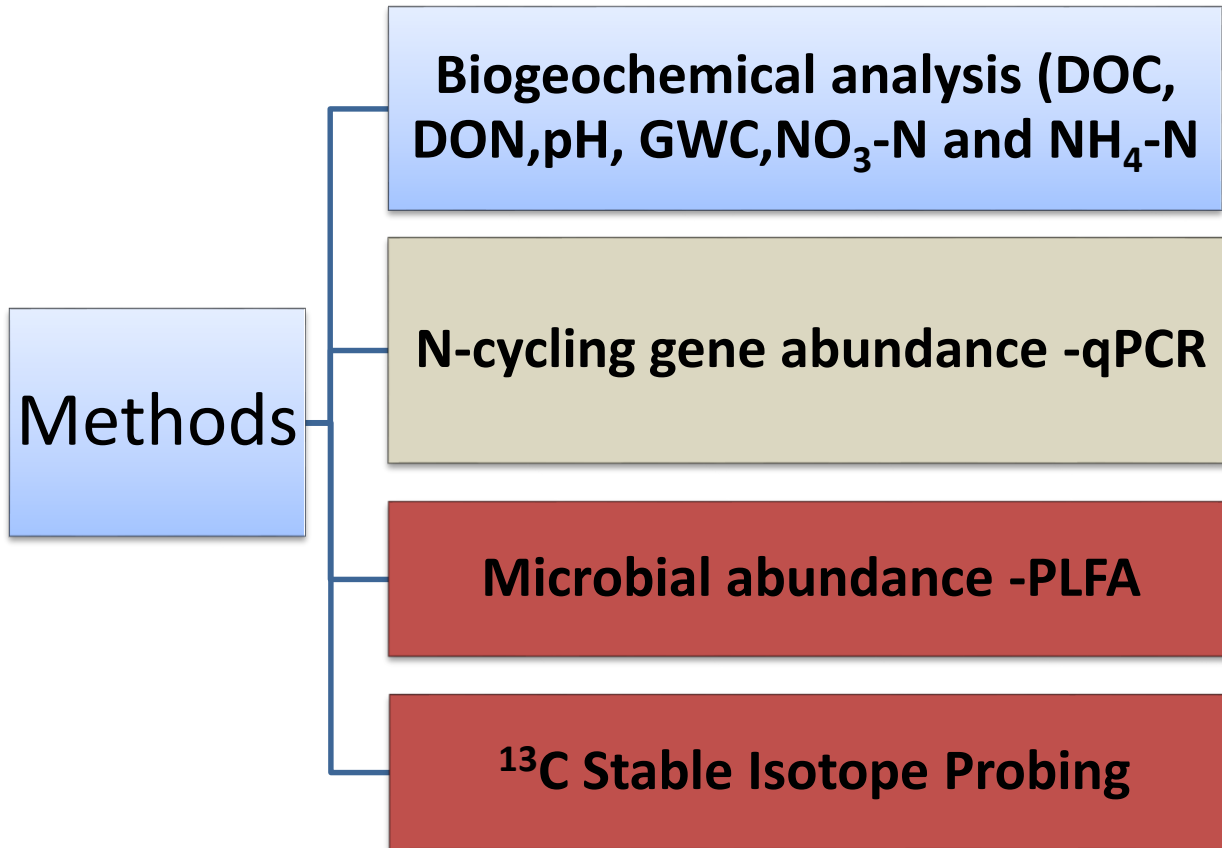 Biogeochemical analysis (DOC,
DON,pH, GWC,NO₃-N and NH₄-N
N-cycling gene abundance -qPCR
Methods
Microbial abundance -PLFA
¹³C Stable Isotope Probing